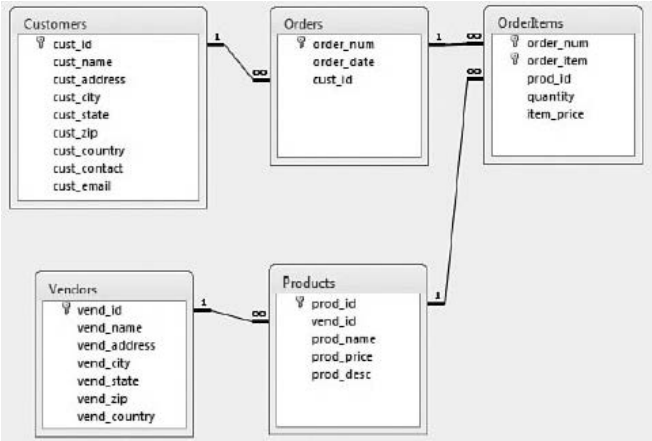 Customers
cust_id
cust_name
cust_address
cust_city
cust_state
cust_zip
cust_country
cust_contact
cust_email
1
∞
Orders
order_num
order_date
cust_id
1
∞
OrderItems
order_num
order_item
prod_id
quantity
item_price
∞
Vendors
vend_id
vend_name
vend_address
vend_city
vend_state
vend_zip
vend_country
1
∞
Products
prod_id
vend_id
prod_name
prod_price
prod_desc
1